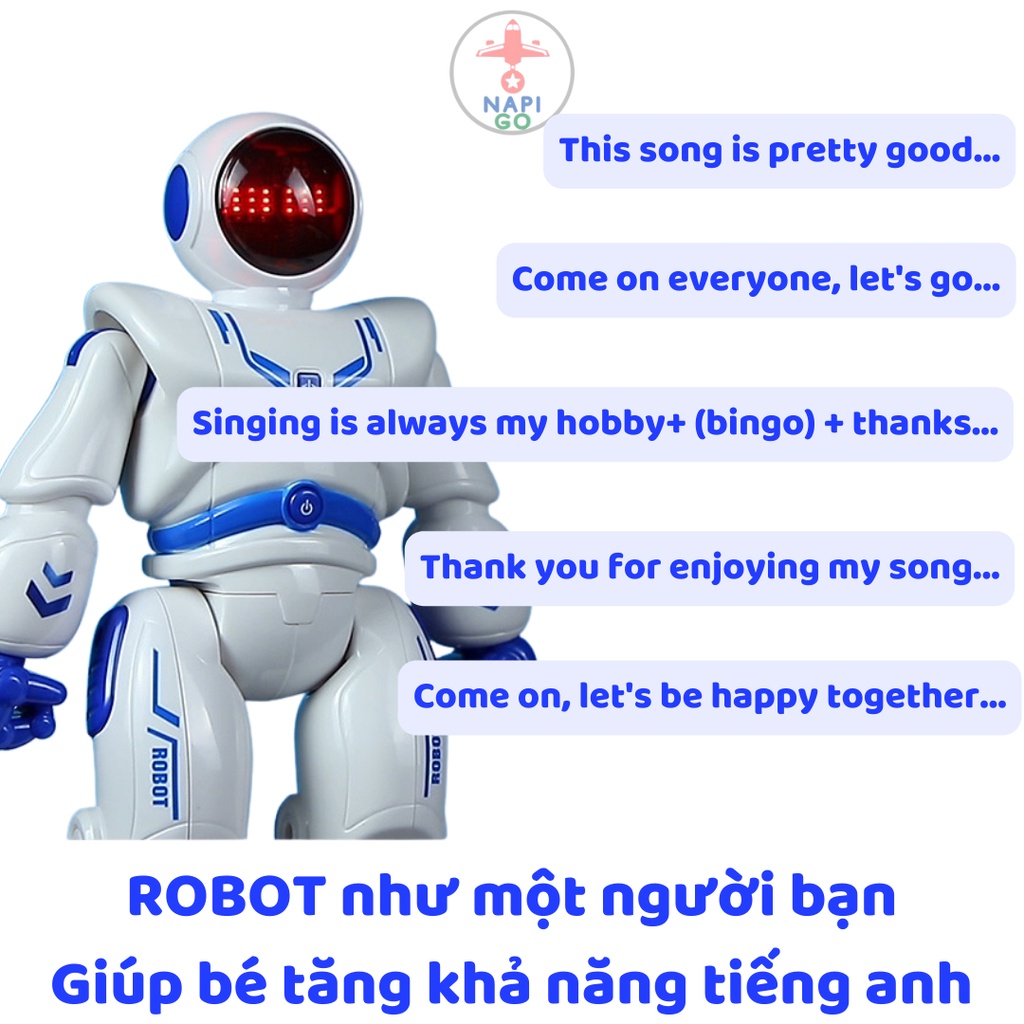 NAPI
GO
This song is pretty good...
Come on everyone, let's go...
Singing is always my hobby+ (bingo) + thanks...
Thank you for enjoying my song...
Come on, let's be happy together...
ROBOT
ROBO
ROBOT như một người bạn
Giúp bé tăng khả năng tiếng anh